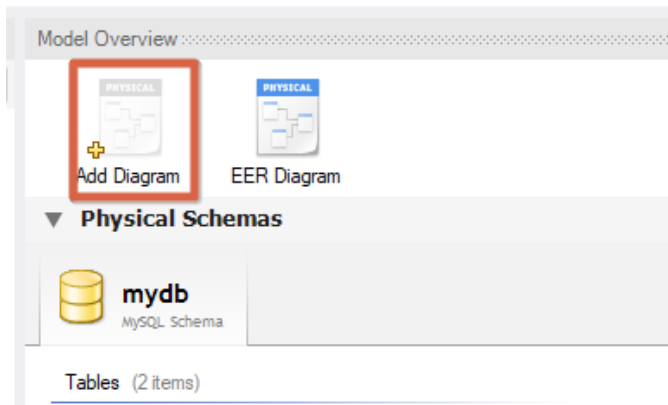 Model Overview
PHYSICAL
PHYSICAL
Add Diagram
EER Diagram
Physical Schemas
mydb
MySQL Schema
Tables (2 items)